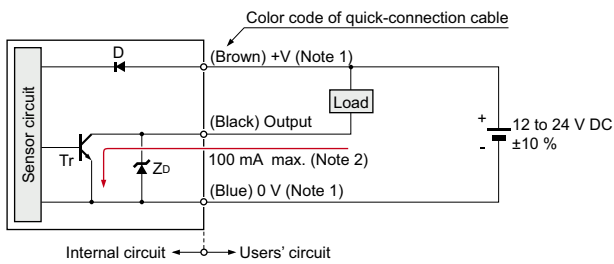 Color code of quick-connection cable
D
(Brown) +V (Note 1)
Sensor circuit
Load
(Black) Output
+
12 to 24 V DC
±10 %
-
Tr
ZD
100 mA max. (Note 2)
(Blue) 0 V (Note 1)
Internal circuit
Users' circuit